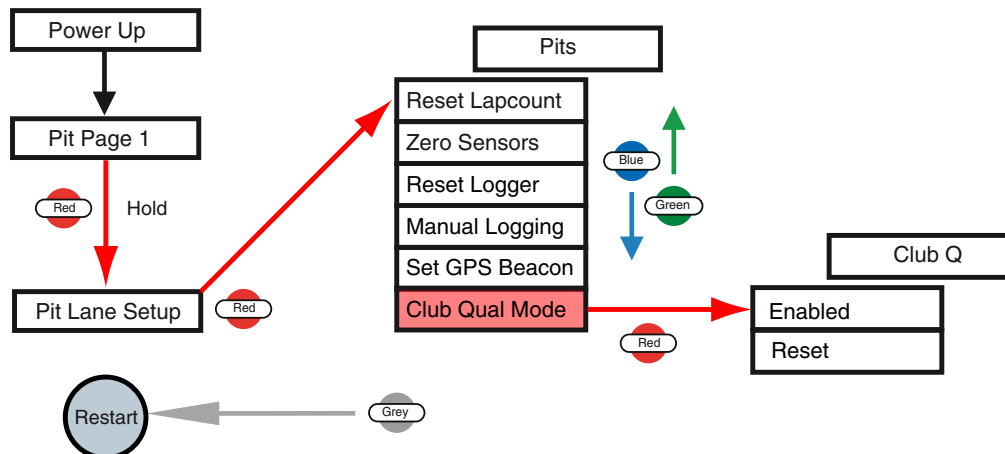 Power Up
Pit Page 1
Red
Hold
Pit Lane Setup
Red
Pits
Reset Lapcount
Zero Sensors
Reset Logger
Manual Logging
Set GPS Beacon
Club Qual Mode
Blue
Green
Red
Club Q
Enabled
Reset
Restart
Grey